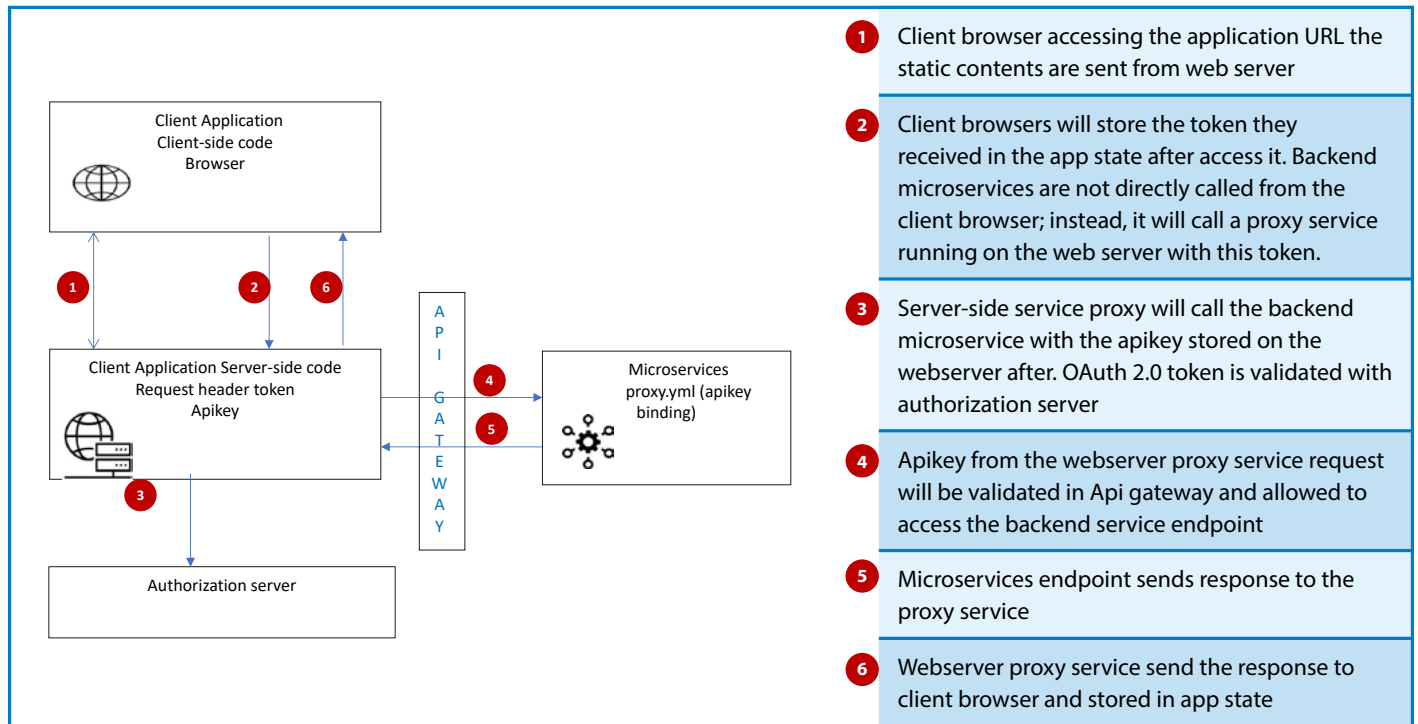 Client Application
Client-side code
Browser
1
2
6
Client Application Server-side code
Request header token
Apikey
3
A
P
I
G
A
T
E
W
A
Y
4
5
Microservices
proxy.yml (apikey
binding)
Authorization server
1
Client browser accessing the application URL the
static contents are sent from web server
2
Client browsers will store the token they
received in the app state after access it. Backend
microservices are not directly called from the
client browser; instead, it will call a proxy service
running on the web server with this token.
3
Server-side service proxy will call the backend
microservice with the apikey stored on the
webserver after. OAuth 2.0 token is validated with
authorization server
4
Apikey from the webserver proxy service request
will be validated in Api gateway and allowed to
access the backend service endpoint
5
Microservices endpoint sends response to the
proxy service
6
Webserver proxy service send the response to
client browser and stored in app state